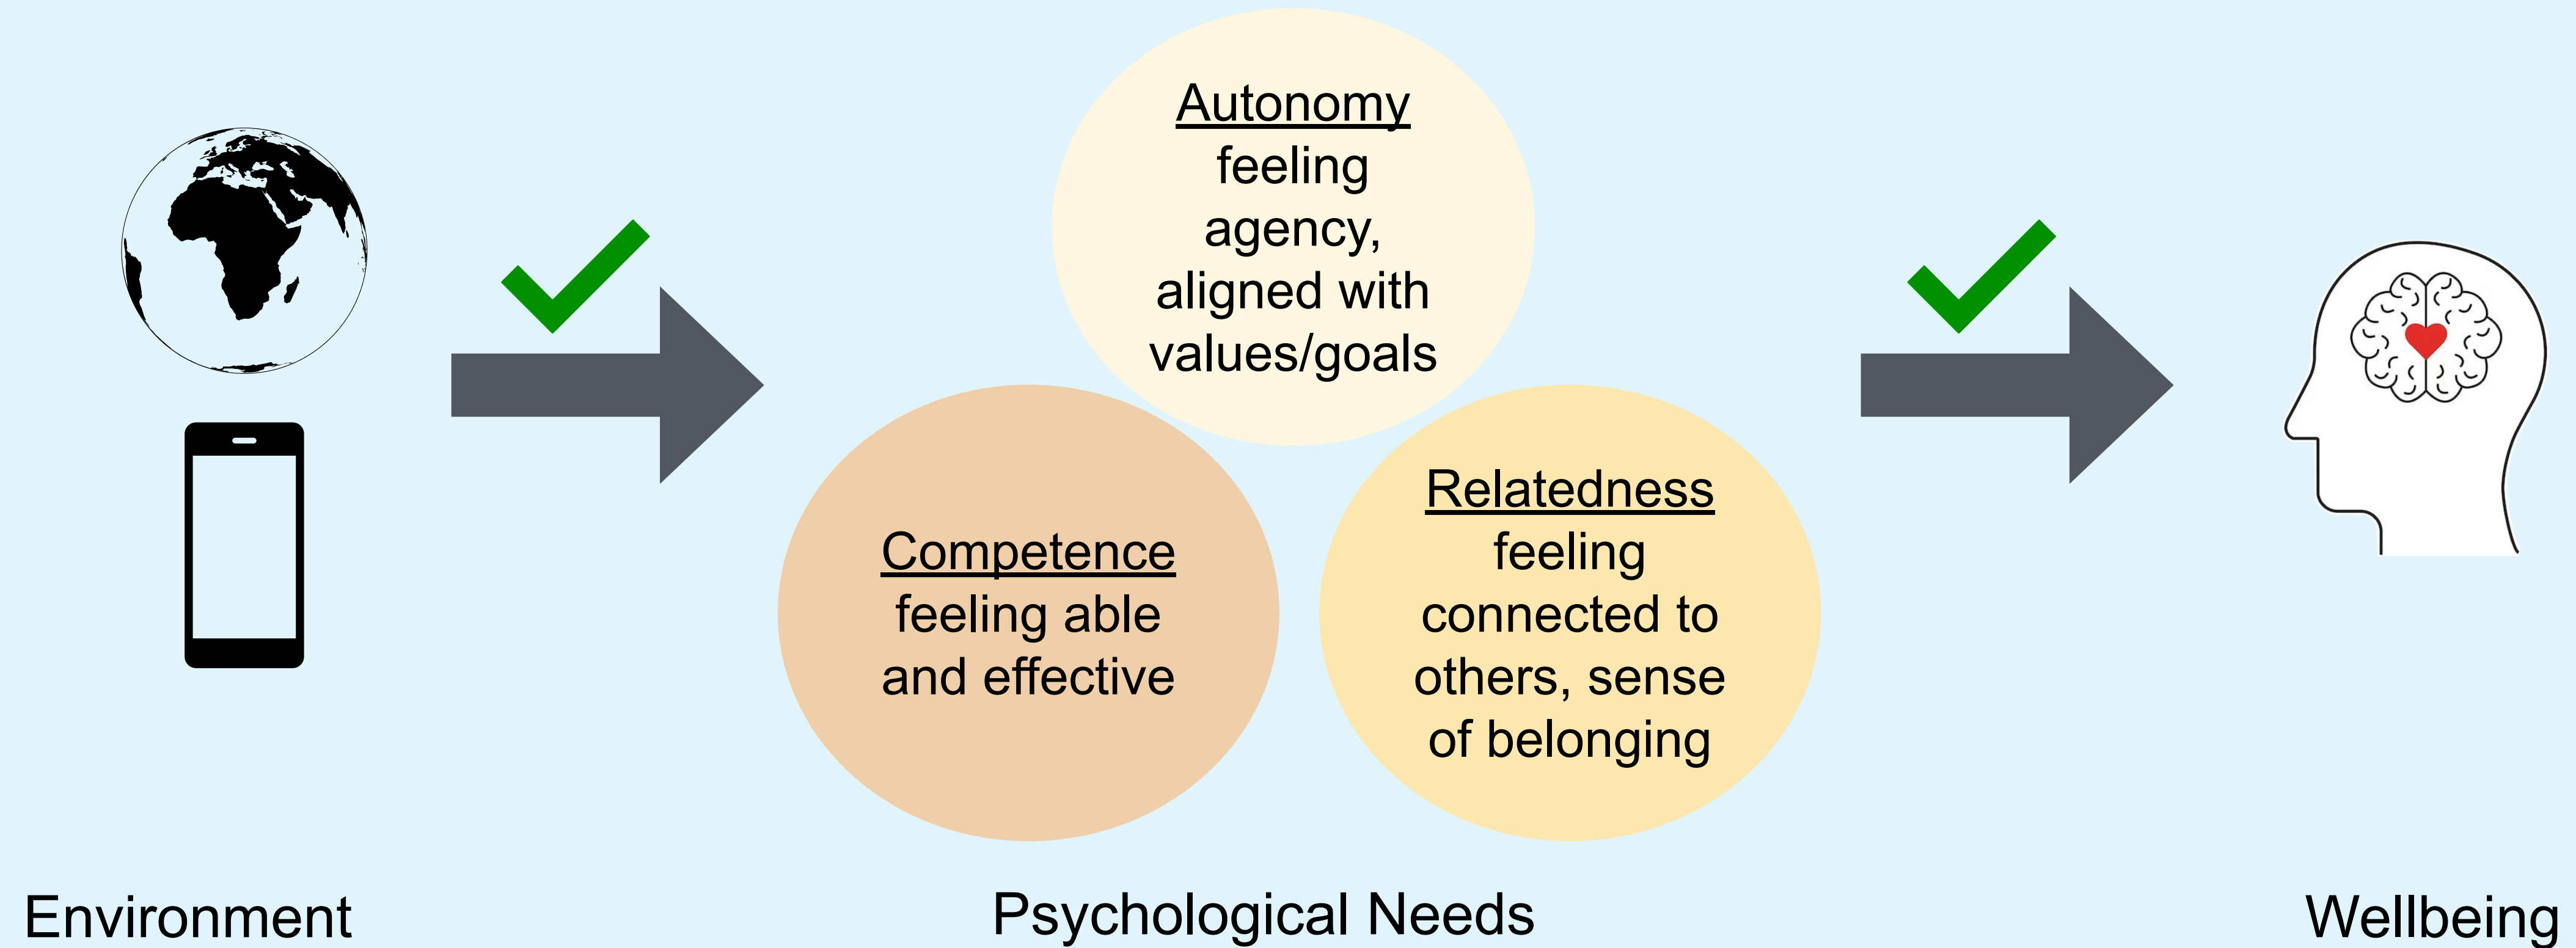 Autonomy
feeling
agency,
aligned with
values/goals
Competence
feeling able
and effective
Relatedness
feeling
connected to
others, sense
of belonging
Environment
Psychological Needs
Wellbeing